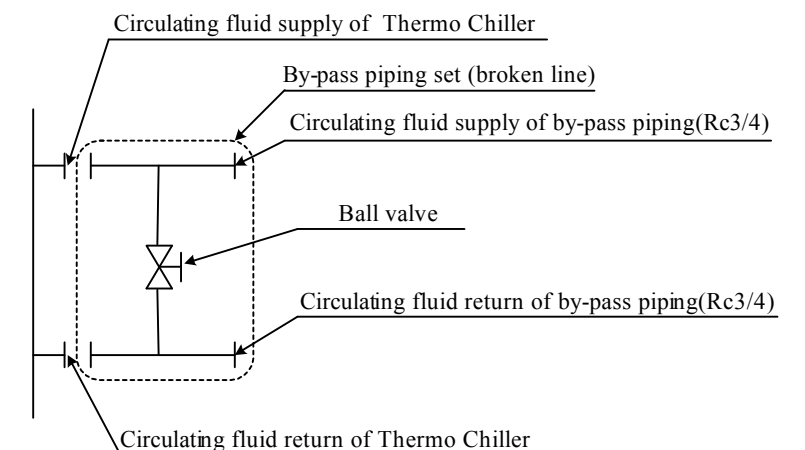 Circulating fluid supply of Thermo Chiller
By-pass piping set (broken line)
Circulating fluid supply of by-pass piping(Rc3/4)
Ball valve
Circulating fluid return of by-pass piping(Rc3/4)
Circulating fluid return of Thermo Chiller